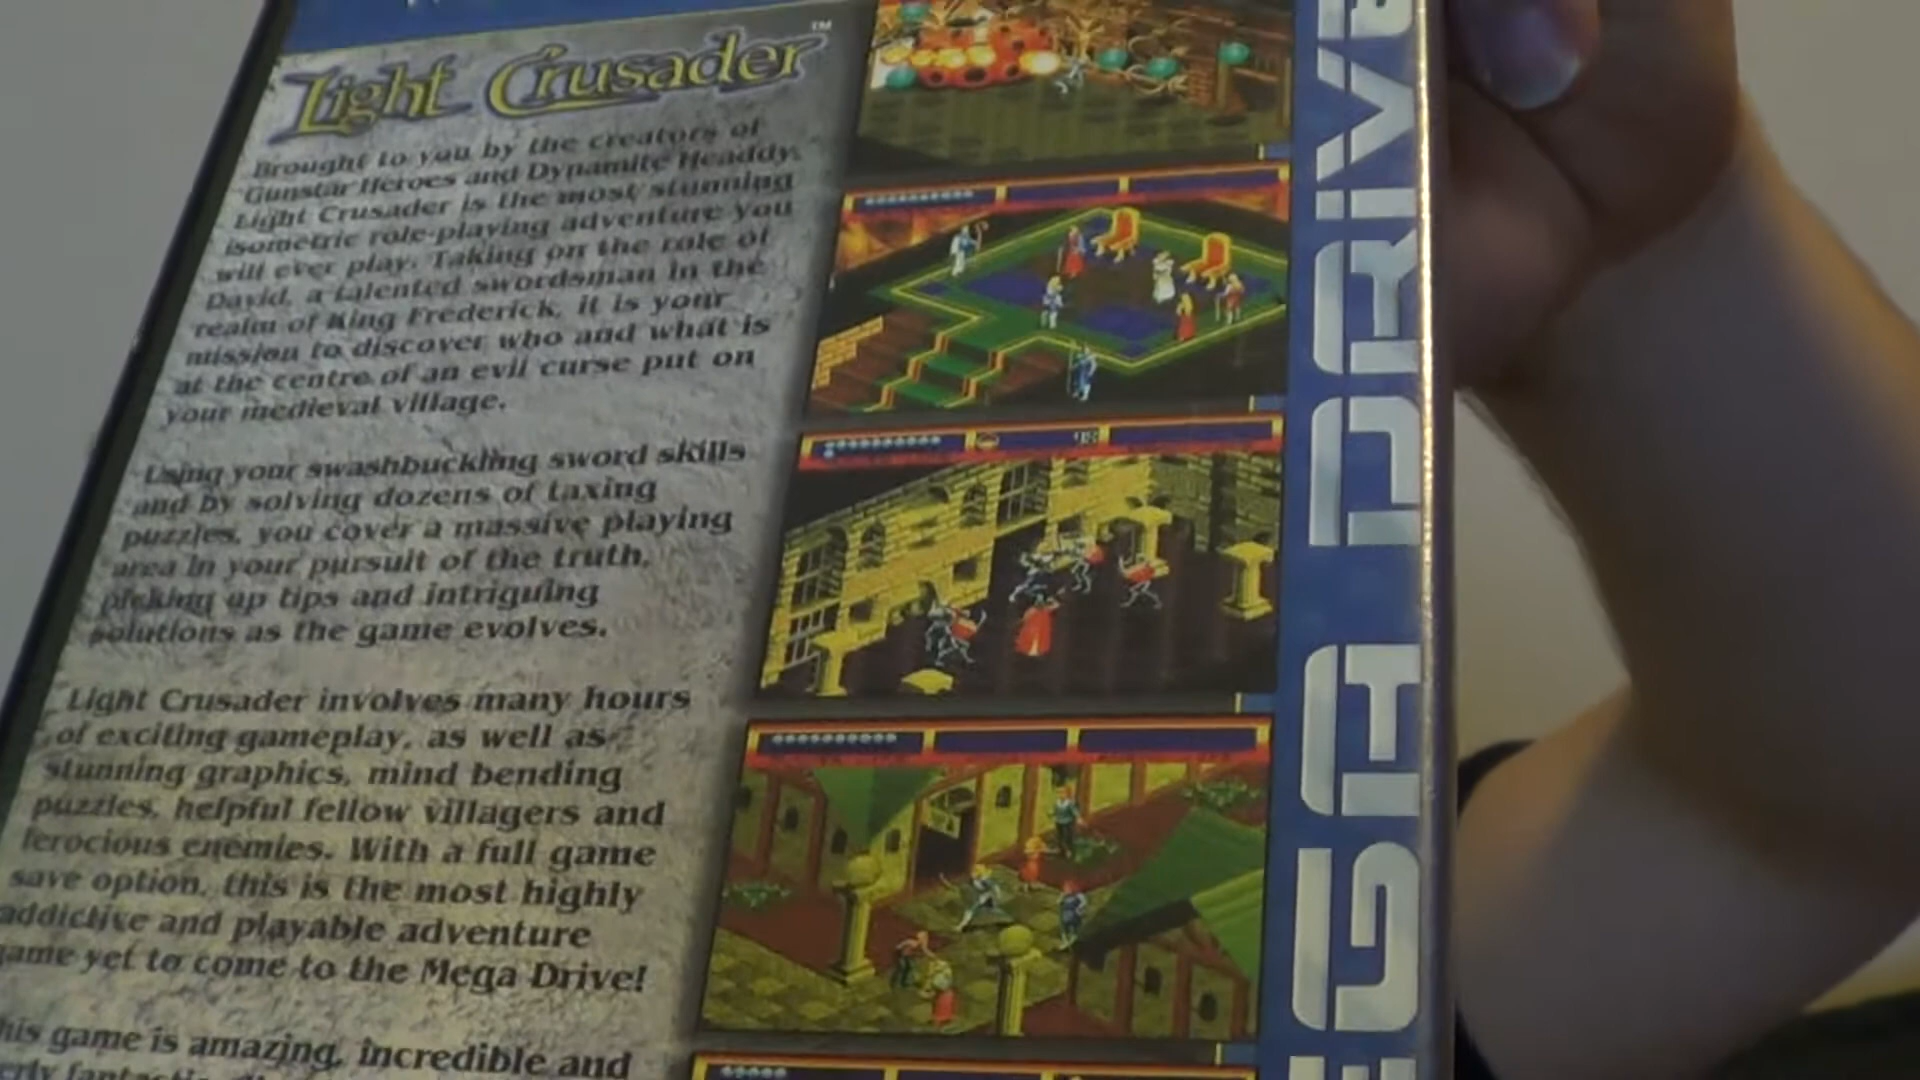 Light Crusader™
Brought to you by the creators of
Gunstar Heroes and Dynamite Headdy,
Light Crusader is the most stunning
isometric role-playing adventure you
will ever play. Taking on the role of
David, a talented swordsman in the
realm of King Frederick, it is your
mission to discover who and what is
at the centre of an evil curse put on
your medieval village.
Using your swashbuckling sword skills
and by solving dozens of taxing
puzzles, you cover a massive playing
area in your pursuit of the truth,
picking up tips and intriguing
solutions as the game evolves.
Light Crusader involves many hours
of exciting gameplay, as well as
stunning graphics, mind bending
puzzles, helpful fellow villagers and
ferocious enemies. With a full game
save option, this is the most highly
addictive and playable adventure
game yet to come to the Mega Drive!
his game is amazing, incredible and
EGA DRIVE